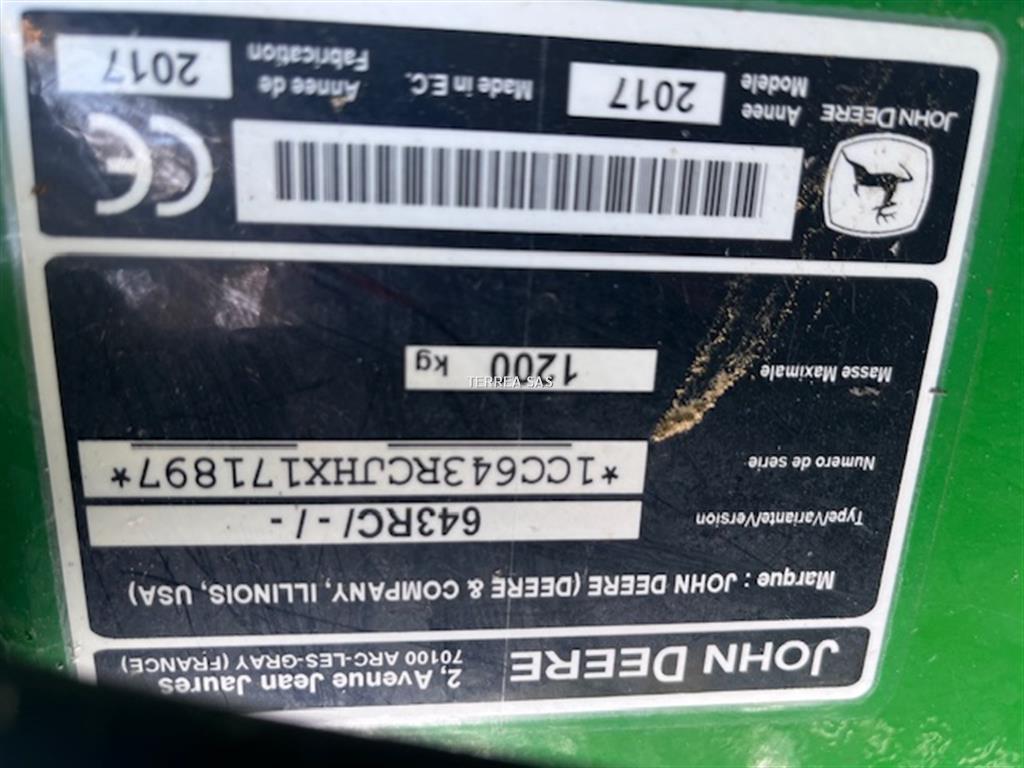 JOHN DEERE
2, Avenue Jean Jaures
70100 ARC-LES-GRAY (FRANCE)
Marque : JOHN DEERE (DEERE & COMPANY, ILLINOIS, USA)
Type/Variante/Version 643RC/ - / -
Numero de serie *1CC643RCJHX171897*
Masse Maximale 1200 kg
TERREA SAS
JOHN DEERE
Annee Modele 2017
Made in E.C.
Annee de Fabrication 2017
CE